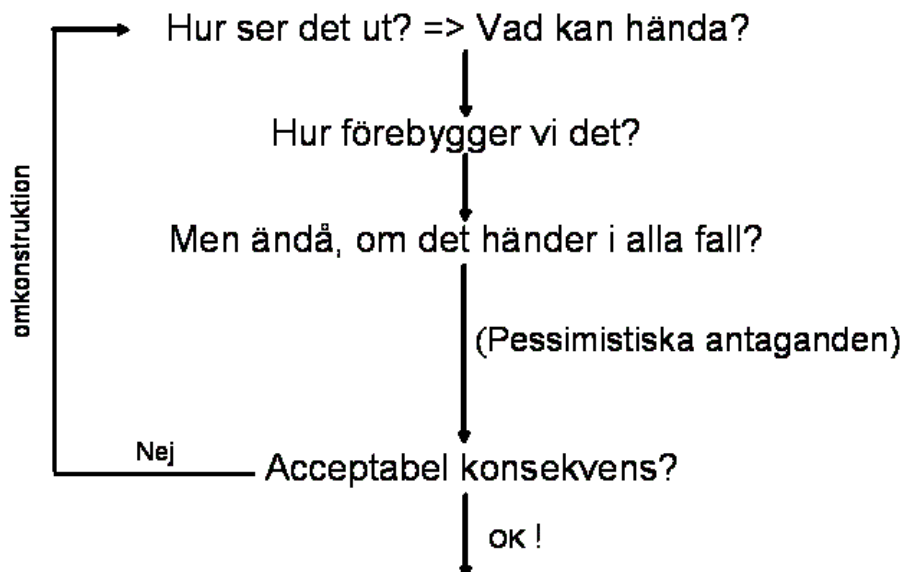 Hur ser det ut? => Vad kan hända?
Hur förebygger vi det?
Men ändå, om det händer i alla fall?
(Pessimistiska antaganden)
Acceptabel konsekvens?
Nej
omkonstruktion
OK !